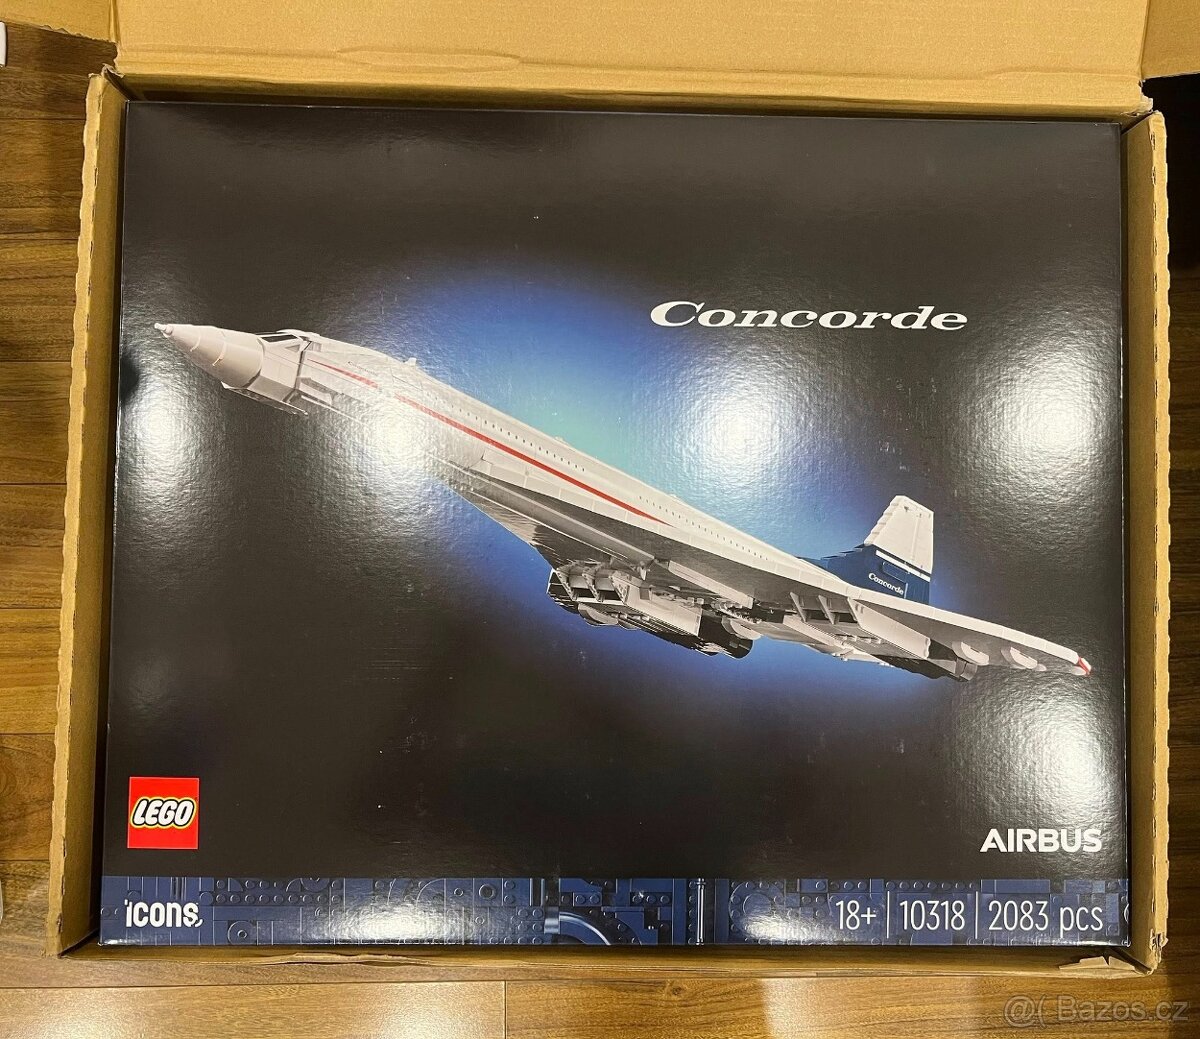 Concorde
Concorde
LEGO
AIRBUS
icons
18+ | 10318 | 2083 pcs
@( Bazos.cz